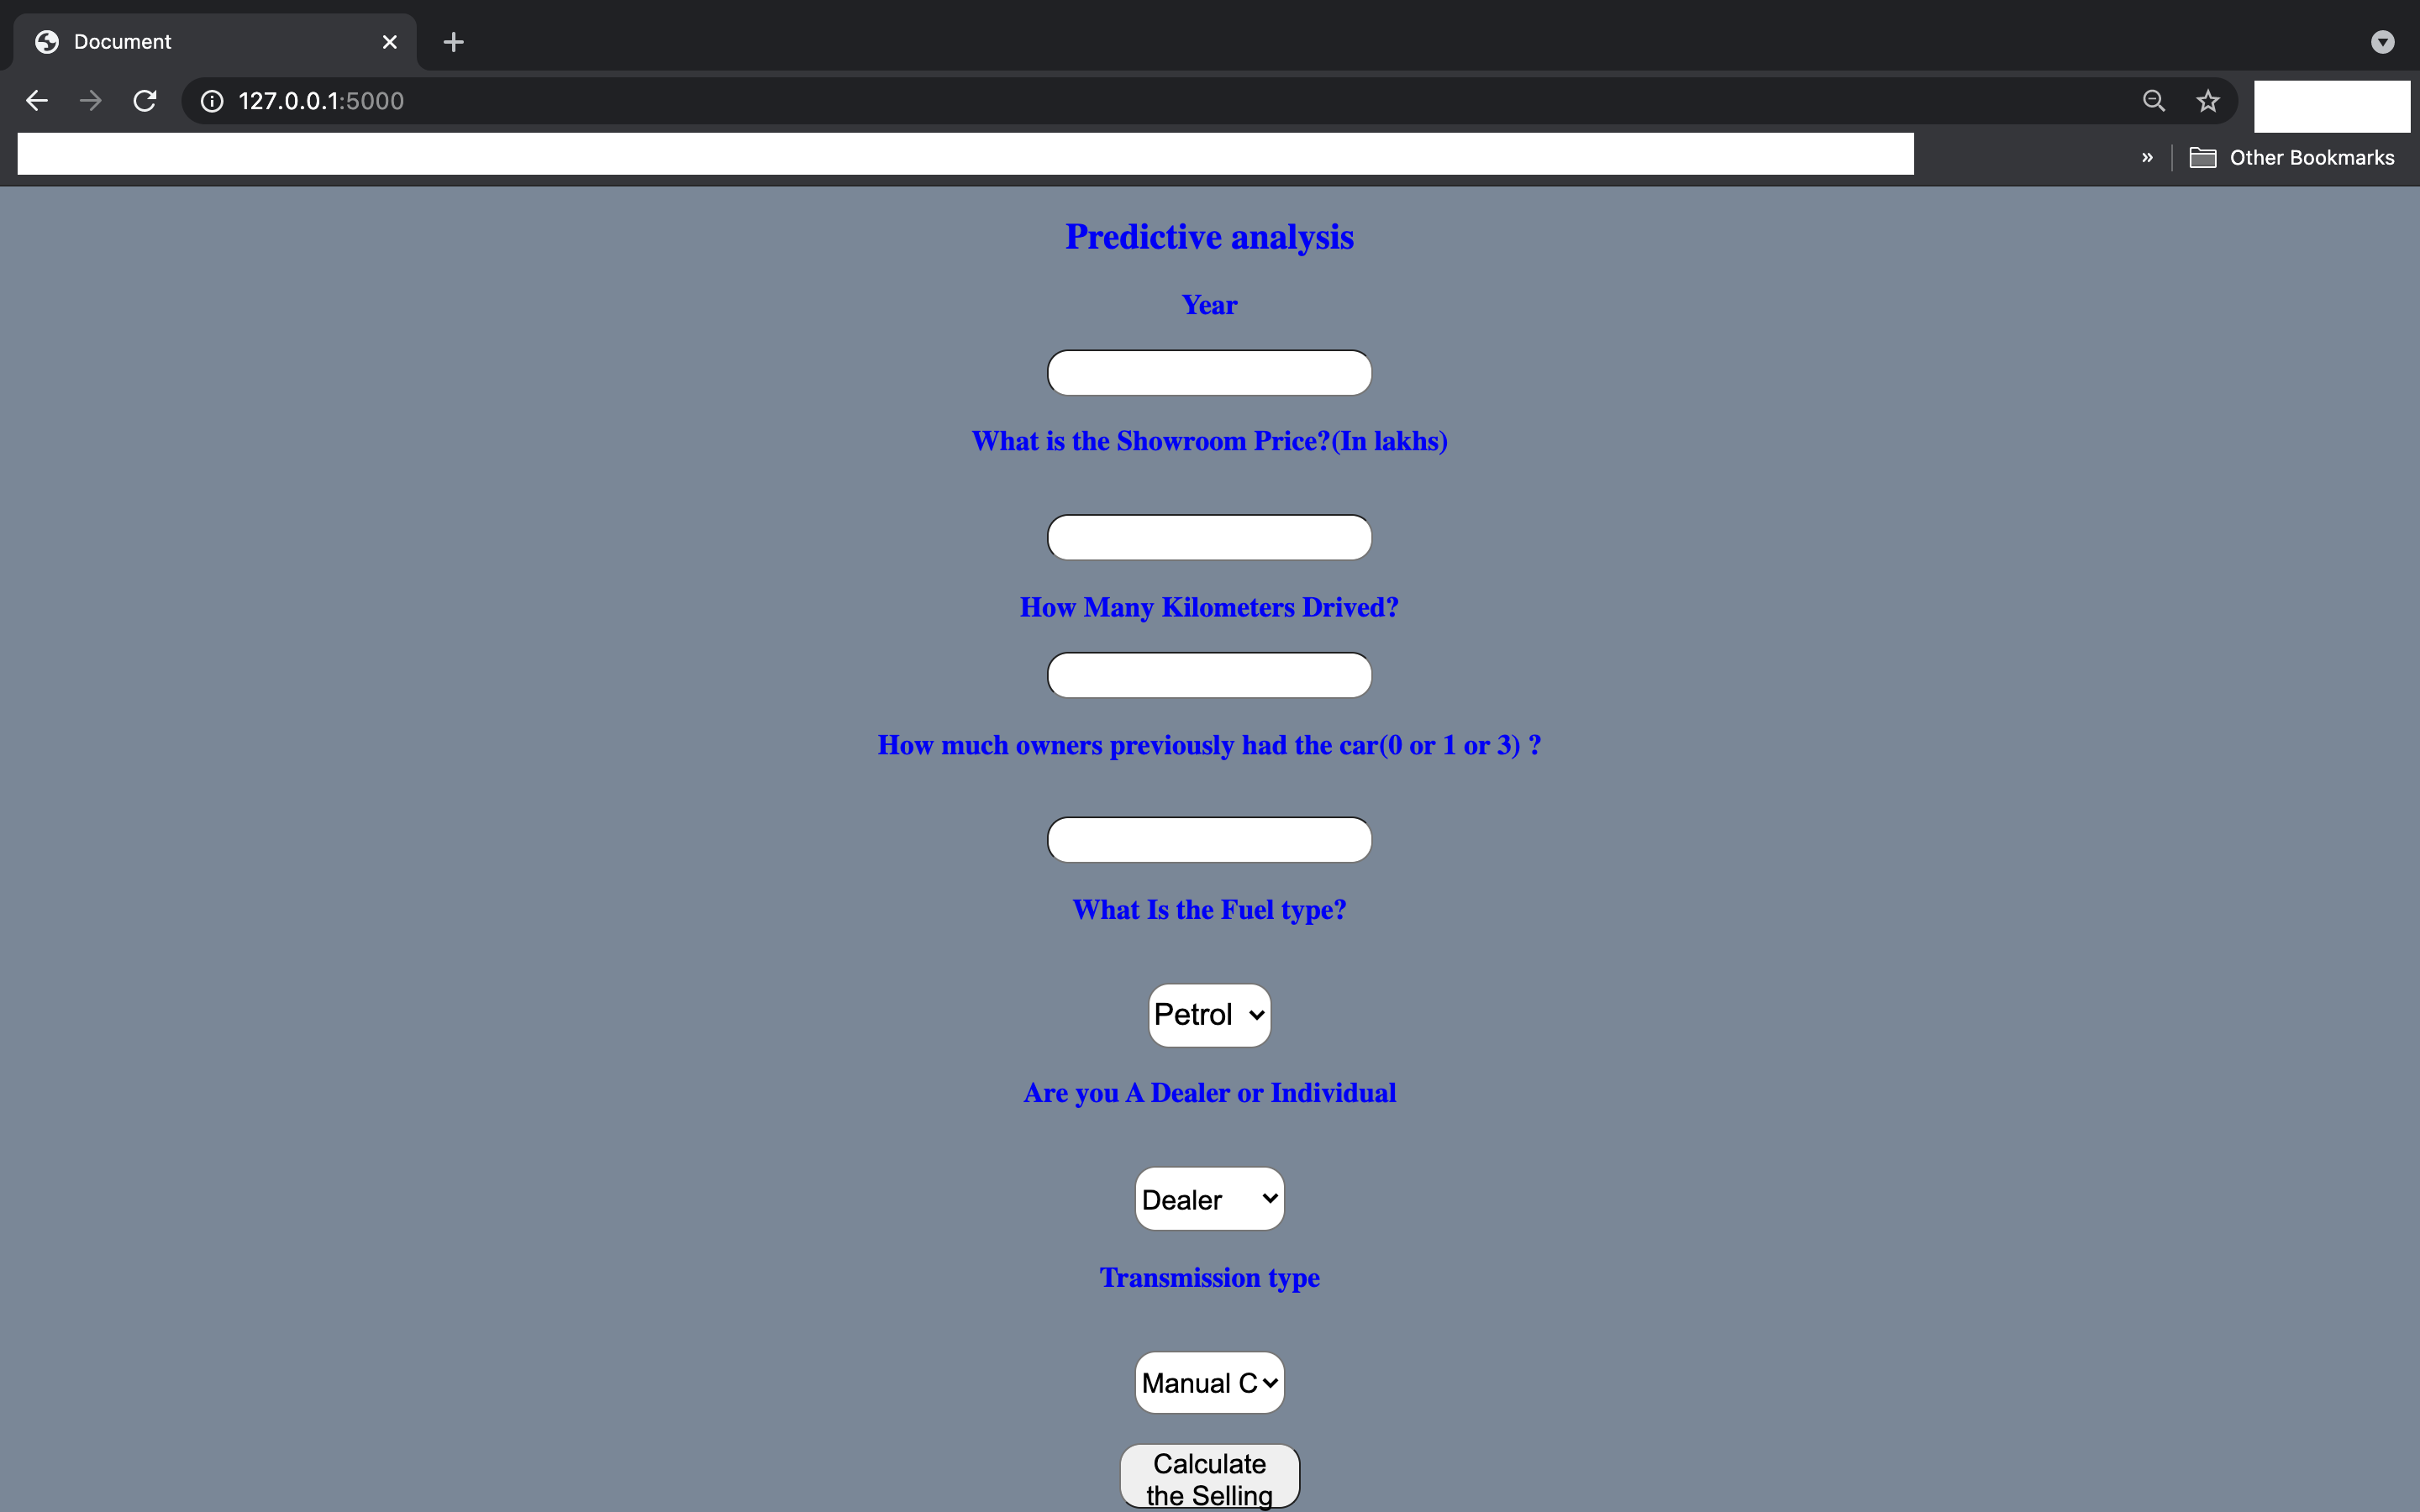 Document
127.0.0.1:5000
» Other Bookmarks
Predictive analysis
Year
What is the Showroom Price?(In lakhs)
How Many Kilometers Drived?
How much owners previously had the car(0 or 1 or 3) ?
What Is the Fuel type?
Petrol
Are you A Dealer or Individual
Dealer
Transmission type
Manual C
Calculate
the Selling